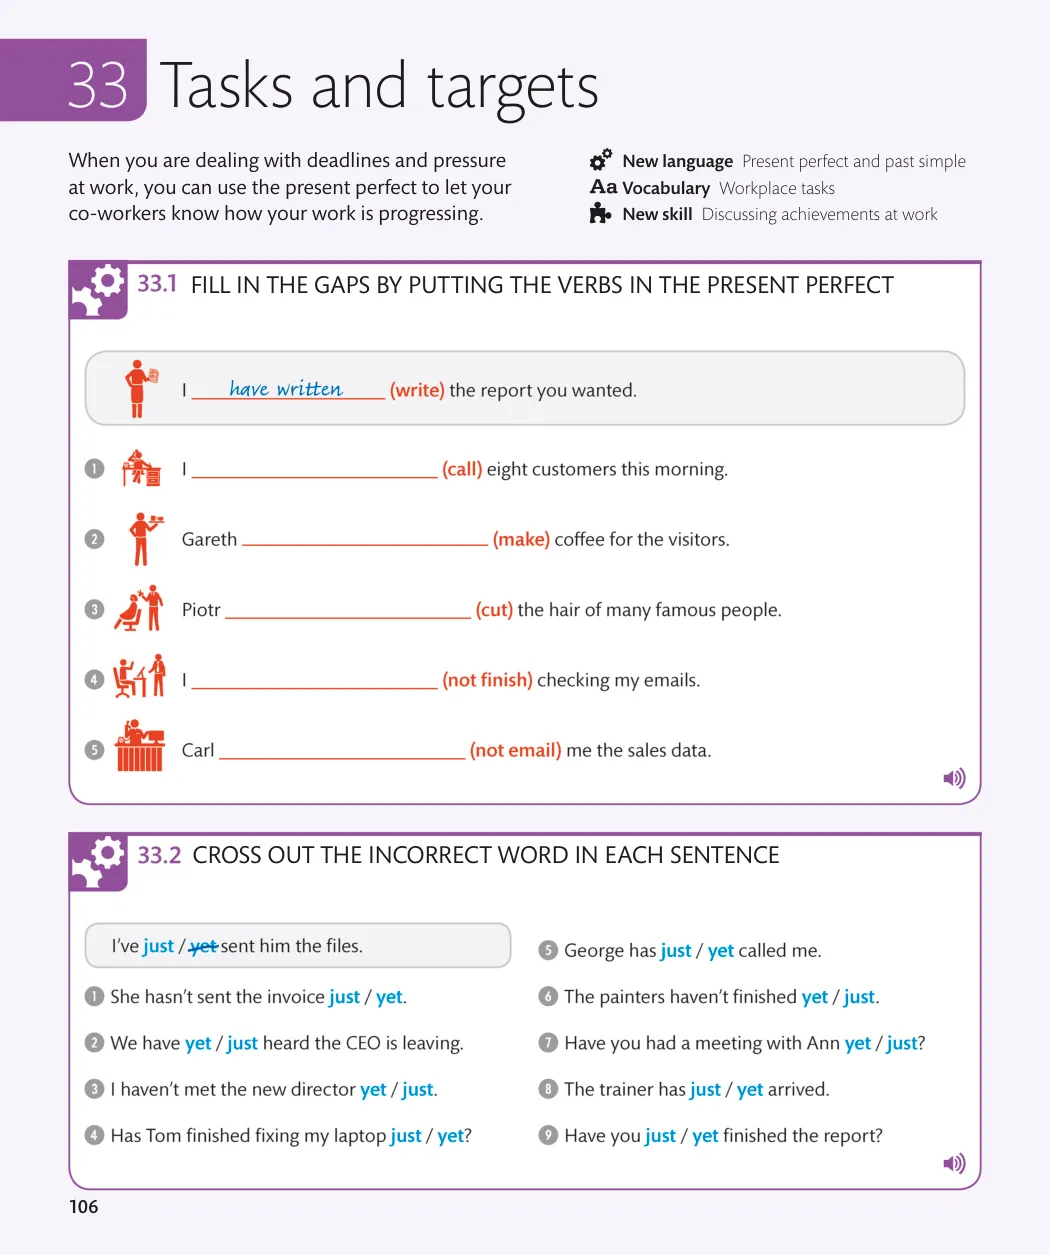 33 Tasks and targets
When you are dealing with deadlines and pressure
at work, you can use the present perfect to let your
co-workers know how your work is progressing.
New language Present perfect and past simple
Aa Vocabulary Workplace tasks
New skill Discussing achievements at work
33.1 FILL IN THE GAPS BY PUTTING THE VERBS IN THE PRESENT PERFECT
I have written (write) the report you wanted.
1 I ____ (call) eight customers this morning.
2 Gareth ____ (make) coffee for the visitors.
3 Piotr ____ (cut) the hair of many famous people.
4 I ____ (not finish) checking my emails.
5 Carl ____ (not email) me the sales data.
33.2 CROSS OUT THE INCORRECT WORD IN EACH SENTENCE
I've just / yet sent him the files.
1 She hasn't sent the invoice just / yet.
2 We have yet / just heard the CEO is leaving.
3 I haven't met the new director yet / just.
4 Has Tom finished fixing my laptop just / yet?
5 George has just / yet called me.
6 The painters haven't finished yet / just.
7 Have you had a meeting with Ann yet / just?
8 The trainer has just / yet arrived.
9 Have you just / yet finished the report?
106